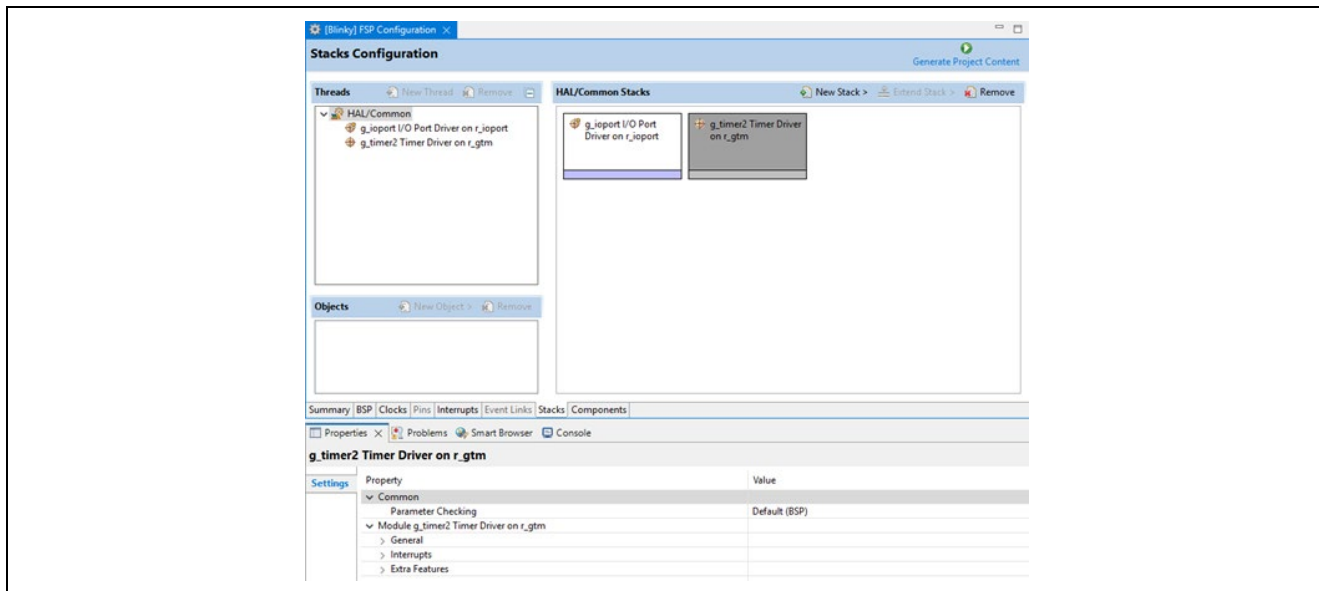 [Blinky] FSP Configuration
Stacks Configuration
Generate Project Content
Threads New Thread Remove
HAL/Common
g_ioport I/O Port Driver on r_ioport
g_timer2 Timer Driver on r_gtm
HAL/Common Stacks New Stack > Extend Stack > Remove
g_ioport I/O Port
Driver on r_ioport
g_timer2 Timer Driver
on r_gtm
Objects New Object > Remove
Summary BSP Clocks Pins Interrupts Event Links Stacks Components
Properties Problems Smart Browser Console
g_timer2 Timer Driver on r_gtm
Settings
Property Value
Common
Parameter Checking Default (BSP)
Module g_timer2 Timer Driver on r_gtm
General
Interrupts
Extra Features